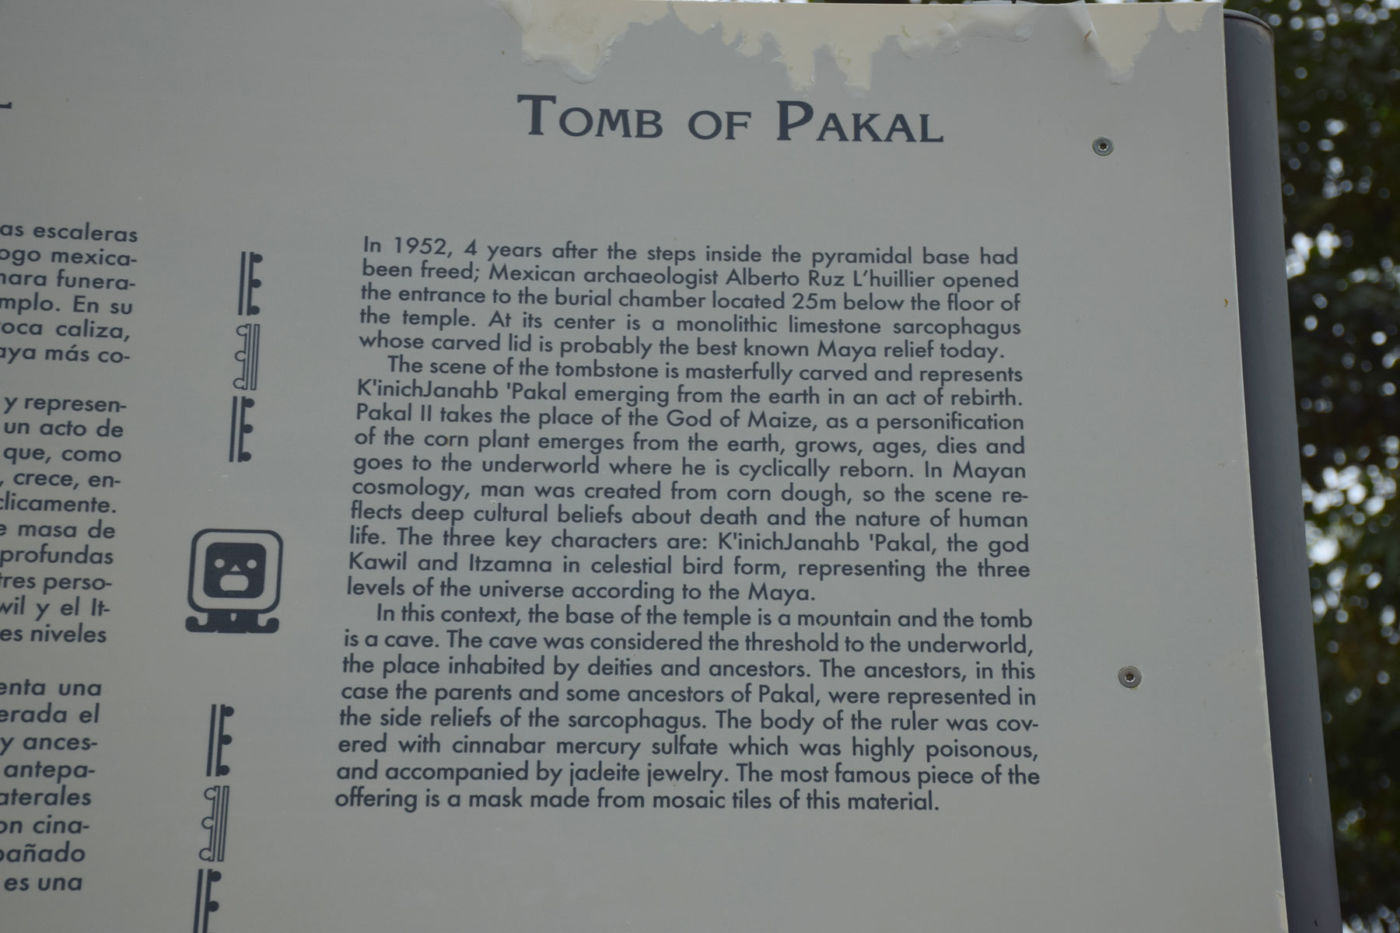 as escaleras
ogo mexica-
nara funera-
mplo. En su
oca caliza,
aya más co-
y represen-
un acto de
que, como
, crece, en-
clicamente.
e masa de
profundas
tres perso-
wil y el It-
es niveles
enta una
erada el
y ances-
antepa-
aterales
on cina-
pañado
es una
TOMB OF PAKAL
In 1952, 4 years after the steps inside the pyramidal base had
been freed; Mexican archaeologist Alberto Ruz L'huillier opened
the entrance to the burial chamber located 25m below the floor of
the temple. At its center is a monolithic limestone sarcophagus
whose carved lid is probably the best known Maya relief today.
The scene of the tombstone is masterfully carved and represents
K'inichJanahb 'Pakal emerging from the earth in an act of rebirth.
Pakal II takes the place of the God of Maize, as a personification
of the corn plant emerges from the earth, grows, ages, dies and
goes to the underworld where he is cyclically reborn. In Mayan
cosmology, man was created from corn dough, so the scene re-
flects deep cultural beliefs about death and the nature of human
life. The three key characters are: K'inichJanahb 'Pakal, the god
Kawil and Itzamna in celestial bird form, representing the three
levels of the universe according to the Maya.
In this context, the base of the temple is a mountain and the tomb
is a cave. The cave was considered the threshold to the underworld,
the place inhabited by deities and ancestors. The ancestors, in this
case the parents and some ancestors of Pakal, were represented in
the side reliefs of the sarcophagus. The body of the ruler was cov-
ered with cinnabar mercury sulfate which was highly poisonous,
and accompanied by jadeite jewelry. The most famous piece of the
offering is a mask made from mosaic tiles of this material.